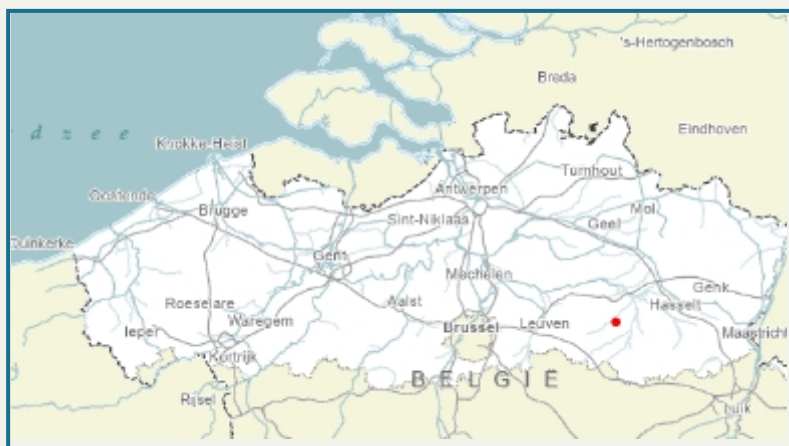 's-Hertogenbosch
Breda
d z e e
Eindhoven
Knokke-Heist
Turnhout
Antwerpen
Oostende
Mol
Brugge
Sint-Niklaas
Geel
Duinkerke
Gent
Mechelen
Genk
Roeselare
Aalst
Hasselt
Waregem
Brussel
Leuven
Ieper
Maastricht
Kortrijk
BELGIË
Rijsel
Luik